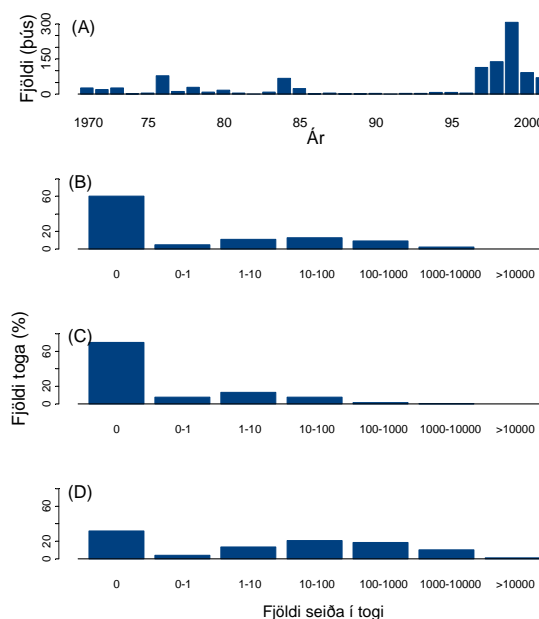 (A)
Fjöldi (þús)
0 150 300
1970 75 80 85 90 95 2000
Ár
(B)
0 20 60
0 0-1 1-10 10-100 100-1000 1000-10000 >10000
(C)
Fjöldi toga (%)
0 20 60
0 0-1 1-10 10-100 100-1000 1000-10000 >10000
(D)
0 20 60
0 0-1 1-10 10-100 100-1000 1000-10000 >10000
Fjöldi seiða í togi